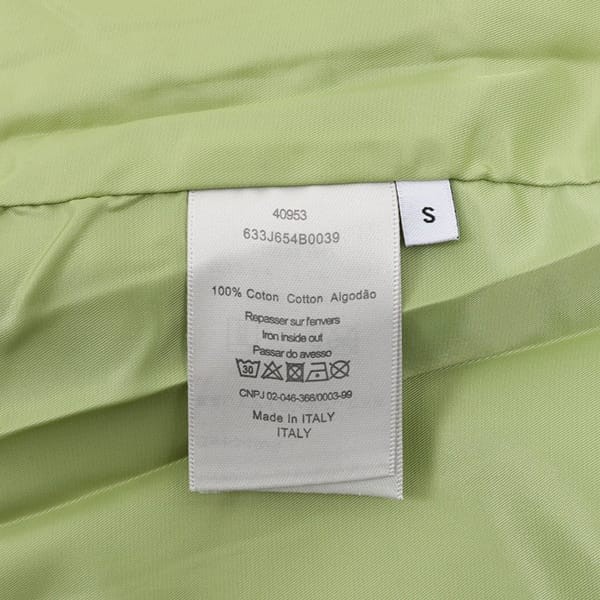 40953
633J654B0039
S
100% Coton Cotton Algodão
Repasser sur l'envers
Iron inside out
Passar do avesso
30
CNPJ 02-046-366/0003-99
Made In ITALY
ITALY